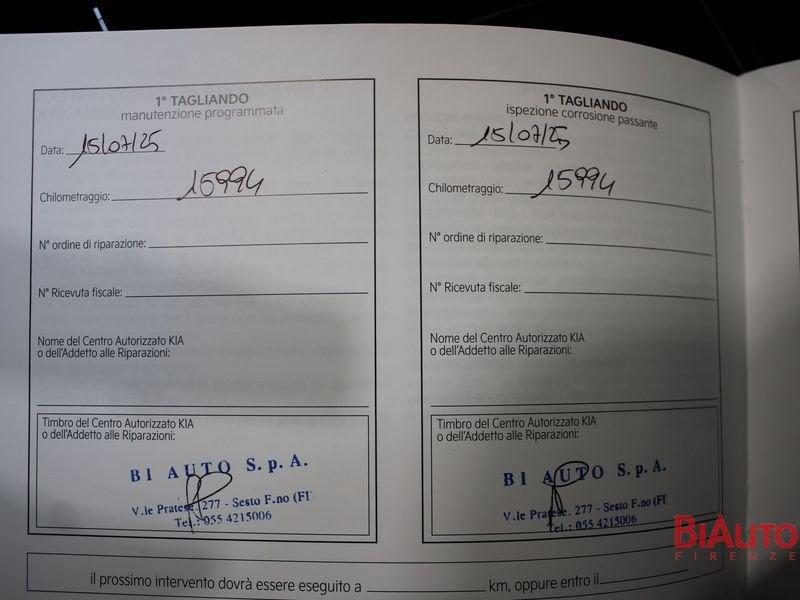 1° TAGLIANDO
manutenzione programmata
Data: 15/07/25
Chilometraggio: 15994
N° ordine di riparazione:
N° Ricevuta fiscale:
Nome del Centro Autorizzato KIA
o dell'Addetto alle Riparazioni:
Timbro del Centro Autorizzato KIA
o dell'Addetto alle Riparazioni:
BI AUTO S.p.A.
V.le Pratese, 277 - Sesto F.no (FI
Tel.: 055 4215006
1° TAGLIANDO
ispezione corrosione passante
Data: 15/07/25
Chilometraggio: 15994
N° ordine di riparazione:
N° Ricevuta fiscale:
Nome del Centro Autorizzato KIA
o dell'Addetto alle Riparazioni:
Timbro del Centro Autorizzato KIA
o dell'Addetto alle Riparazioni:
BI AUTO S.p.A.
V.le Pratese, 277 - Sesto F.no (FI
Tel.: 055 4215006
il prossimo intervento dovrà essere eseguito a km, oppure entro il
BIAUTO
FIRENZE